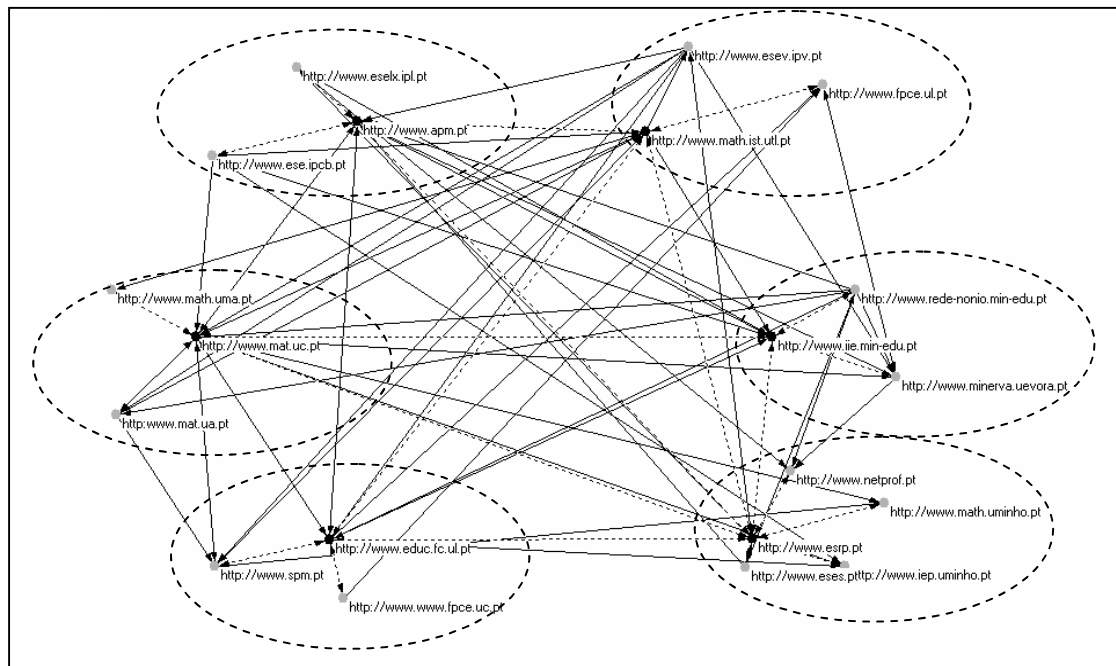 http://www.eselx.ipl.pt
http://www.esev.ipv.pt
http://www.fpce.ul.pt
http://www.apm.pt
http://www.math.ist.utl.pt
http://www.ese.ipcb.pt
http://www.math.uma.pt
http://www.rede-nonio.min-edu.pt
http://www.mat.uc.pt
http://www.iie.min-edu.pt
http://www.minerva.uevora.pt
http:www.mat.ua.pt
http://www.netprof.pt
http://www.math.uminho.pt
http://www.educ.fc.ul.pt
http://www.esrp.pt
http://www.spm.pt
http://www.eses.pt
http://www.iep.uminho.pt
http://www.www.fpce.uc.pt